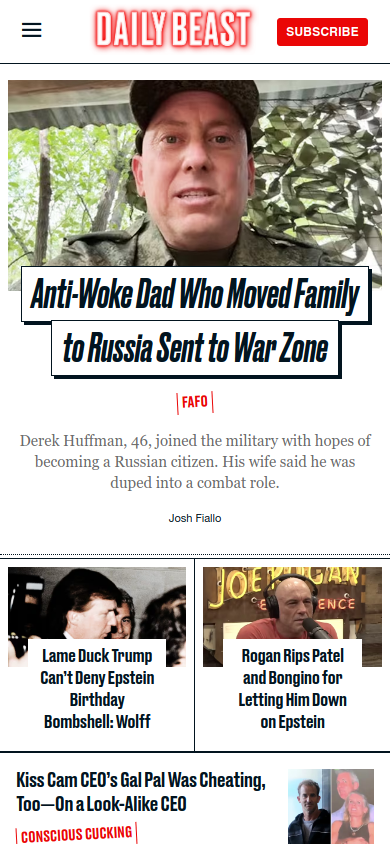 DAILY BEAST
SUBSCRIBE
Anti-Woke Dad Who Moved Family
to Russia Sent to War Zone
FAFO
Derek Huffman, 46, joined the military with hopes of
becoming a Russian citizen. His wife said he was
duped into a combat role.
Josh Fiallo
Lame Duck Trump
Can’t Deny Epstein
Birthday
Bombshell: Wolff
JOE ROGAN
EXPERIENCE
Rogan Rips Patel
and Bongino for
Letting Him Down
on Epstein
Kiss Cam CEO’s Gal Pal Was Cheating,
Too—On a Look-Alike CEO
CONSCIOUS CUCKING